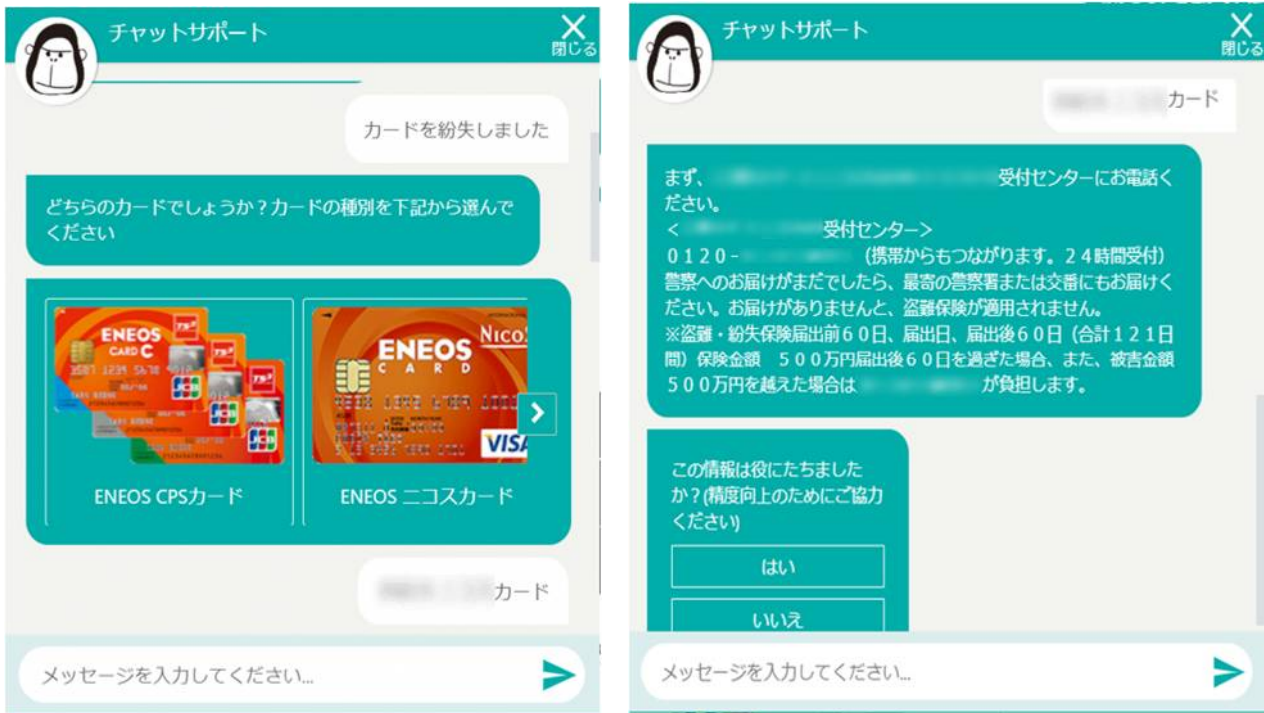 チャットサポート
閉じる
カードを紛失しました
どちらのカードでしょうか？カードの種別を下記から選んで
ください
ENEOS
CARD C
TS³
3507 1234 5678
JCB
TS³
JCB
TS³
JCB
ENEOS CPSカード
ENEOS
CARD
NICO
VISA
ENEOS ニコスカード
カード
メッセージを入力してください...
チャットサポート
閉じる
カード
まず、受付センターにお電話く
ださい。
<受付センター>
０１２０-（携帯からもつながります。２４時間受付）
警察へのお届けがまだでしたら、最寄の警察署または交番にもお届けく
ださい。お届けがありませんと、盗難保険が適用されません。
※盗難・紛失保険届出前６０日、届出日、届出後６０日（合計１２１日
間）保険金額　５００万円届出後６０日を過ぎた場合、また、被害金額
５００万円を越えた場合はが負担します。
この情報は役にたちました
か？(精度向上のためにご協力
ください)
はい
いいえ
メッセージを入力してください...